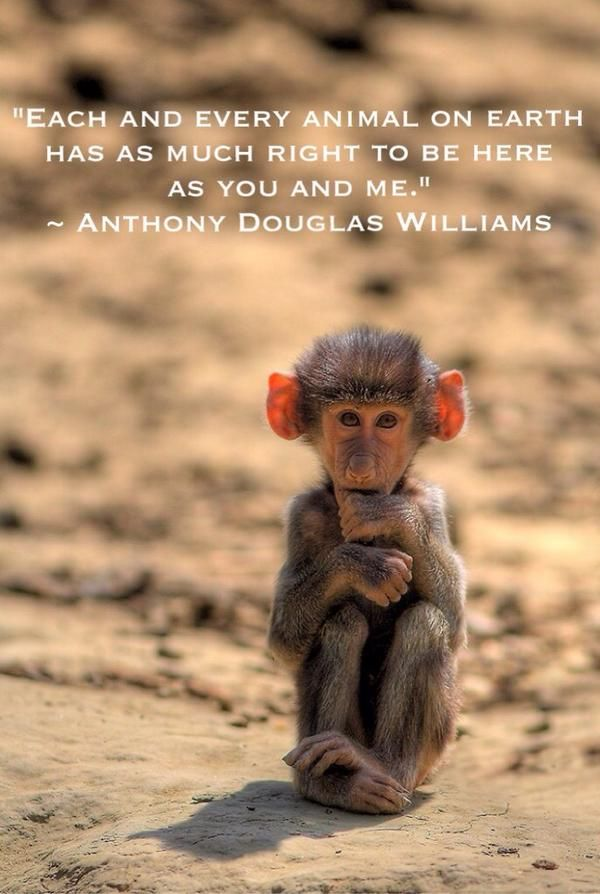 "Each and every animal on earth
has as much right to be here
as you and me."
~ Anthony Douglas Williams